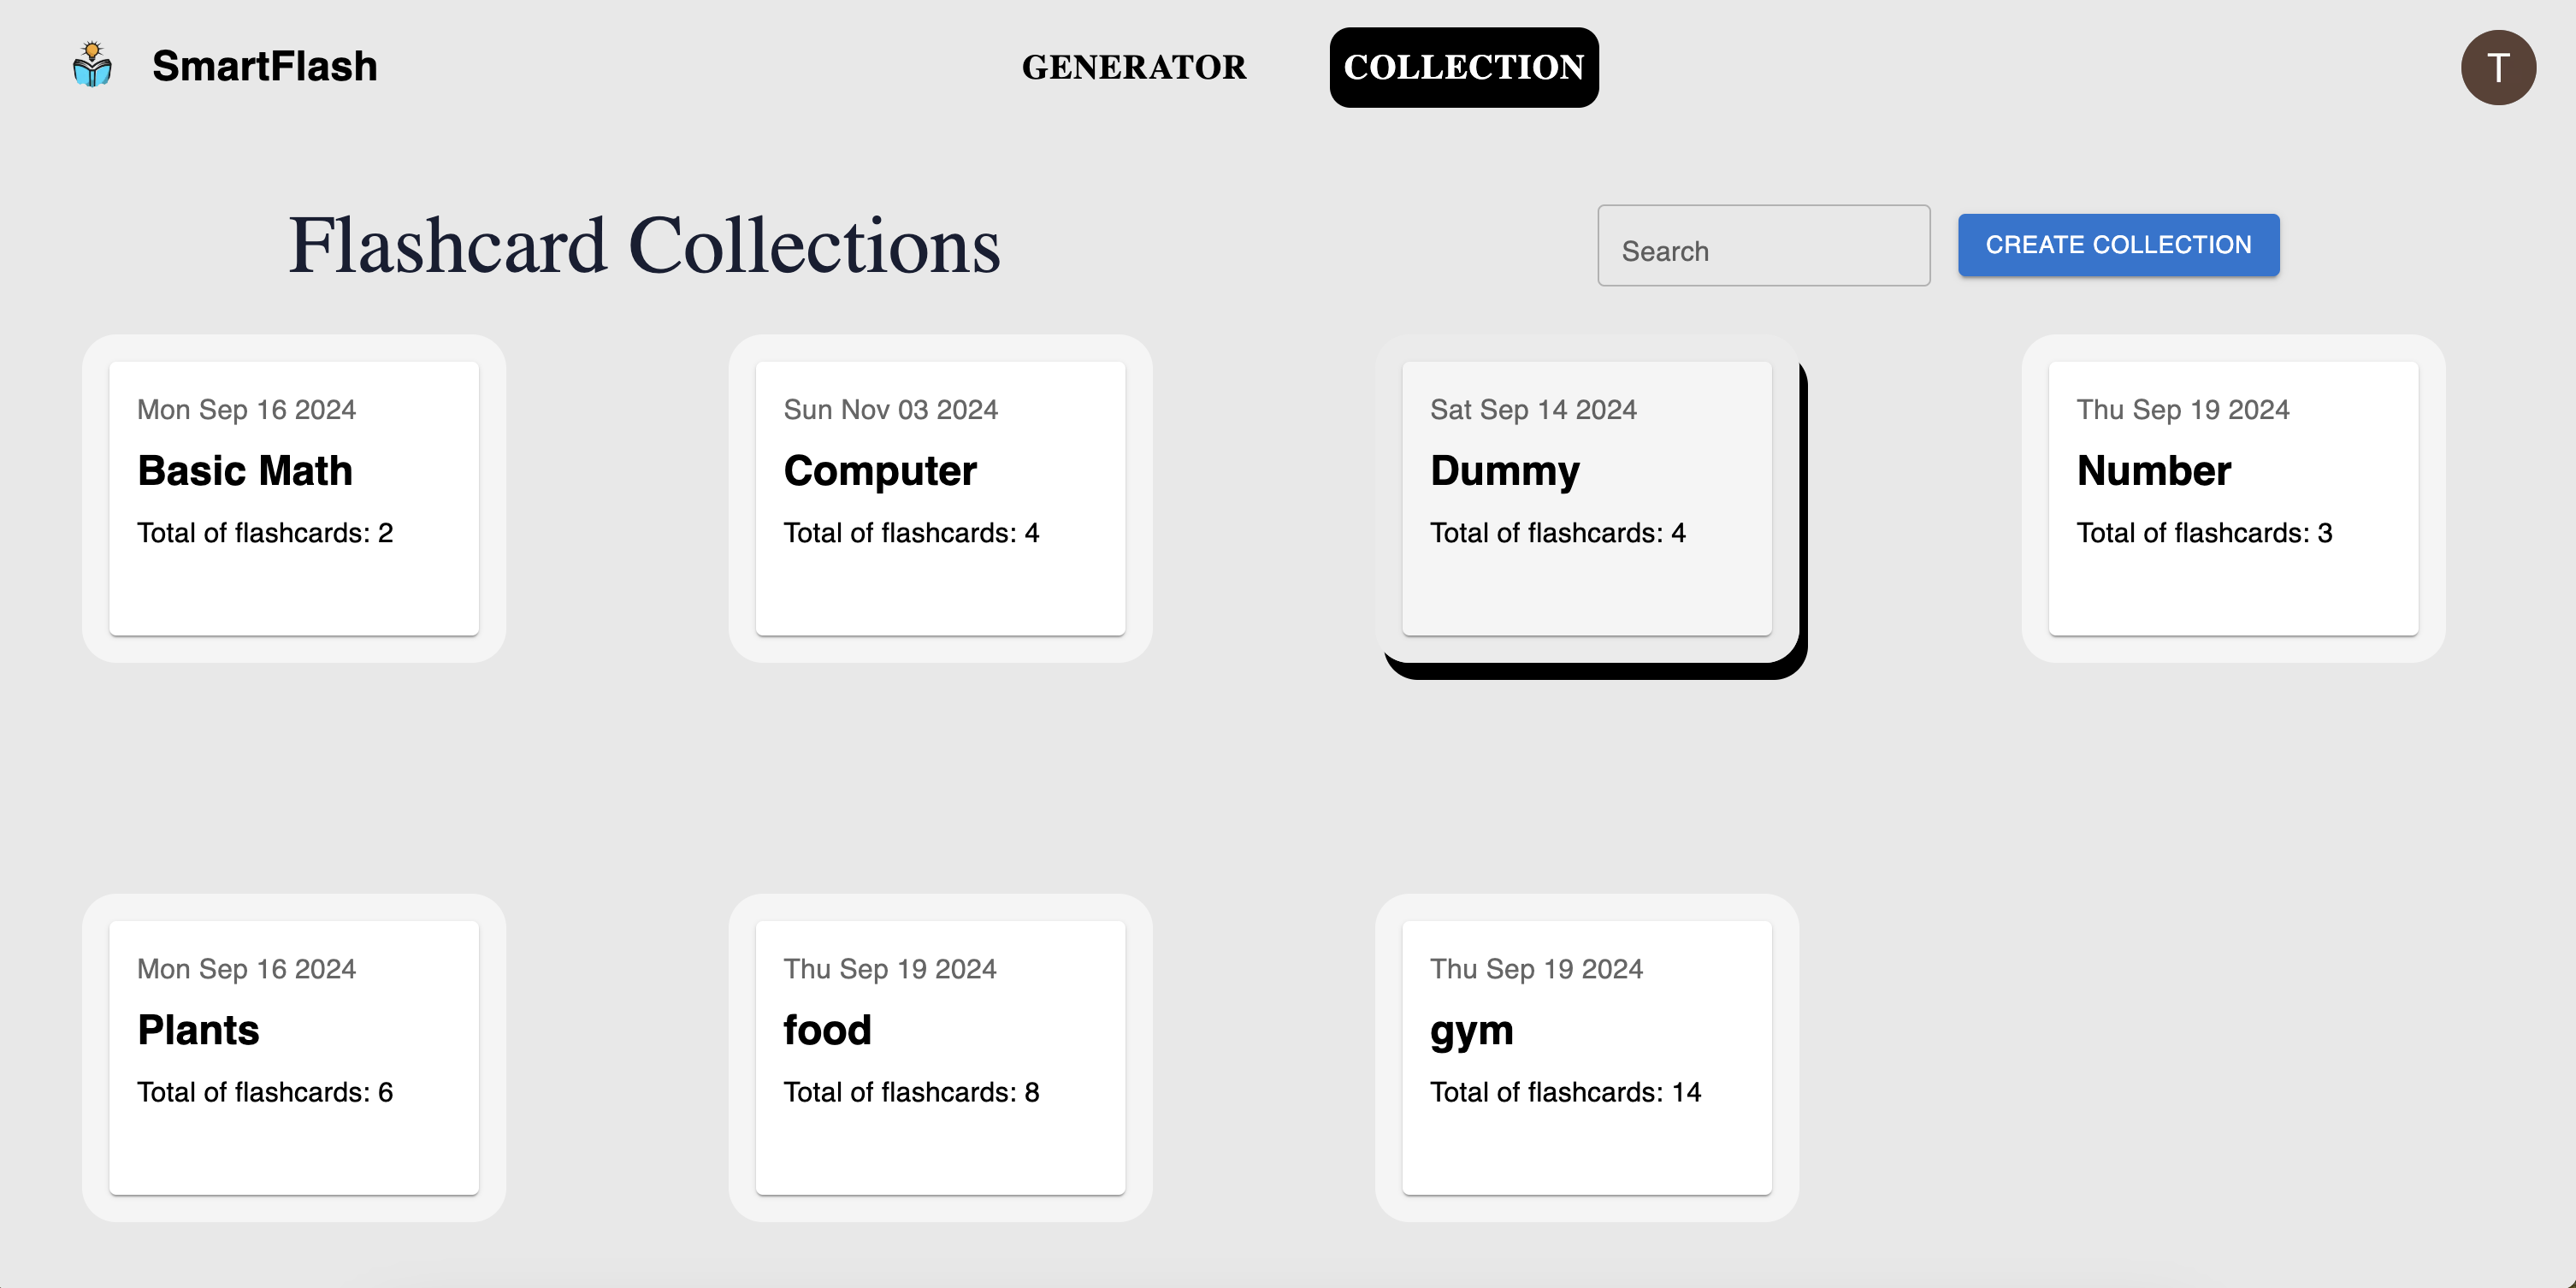 SmartFlash
GENERATOR
COLLECTION
T
Flashcard Collections
Search
CREATE COLLECTION
Mon Sep 16 2024
Basic Math
Total of flashcards: 2
Sun Nov 03 2024
Computer
Total of flashcards: 4
Sat Sep 14 2024
Dummy
Total of flashcards: 4
Thu Sep 19 2024
Number
Total of flashcards: 3
Mon Sep 16 2024
Plants
Total of flashcards: 6
Thu Sep 19 2024
food
Total of flashcards: 8
Thu Sep 19 2024
gym
Total of flashcards: 14